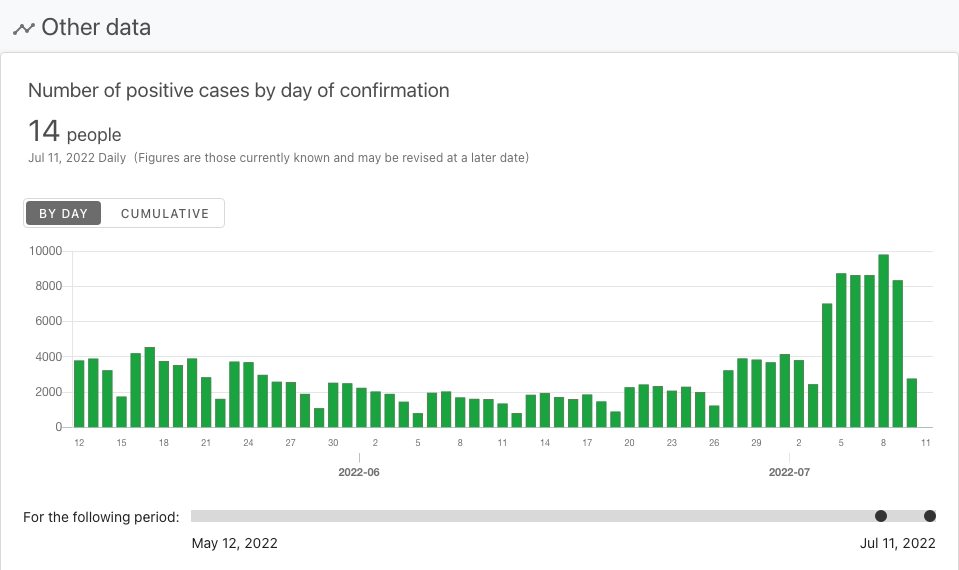 Other data
Number of positive cases by day of confirmation
14 people
Jul 11, 2022 Daily (Figures are those currently known and may be revised at a later date)
BY DAY CUMULATIVE
10000
8000
6000
4000
2000
0
12 15 18 21 24 27 30 2 5 8 11 14 17 20 23 26 29 2 5 8 11
2022-06 2022-07
For the following period:
May 12, 2022 Jul 11, 2022